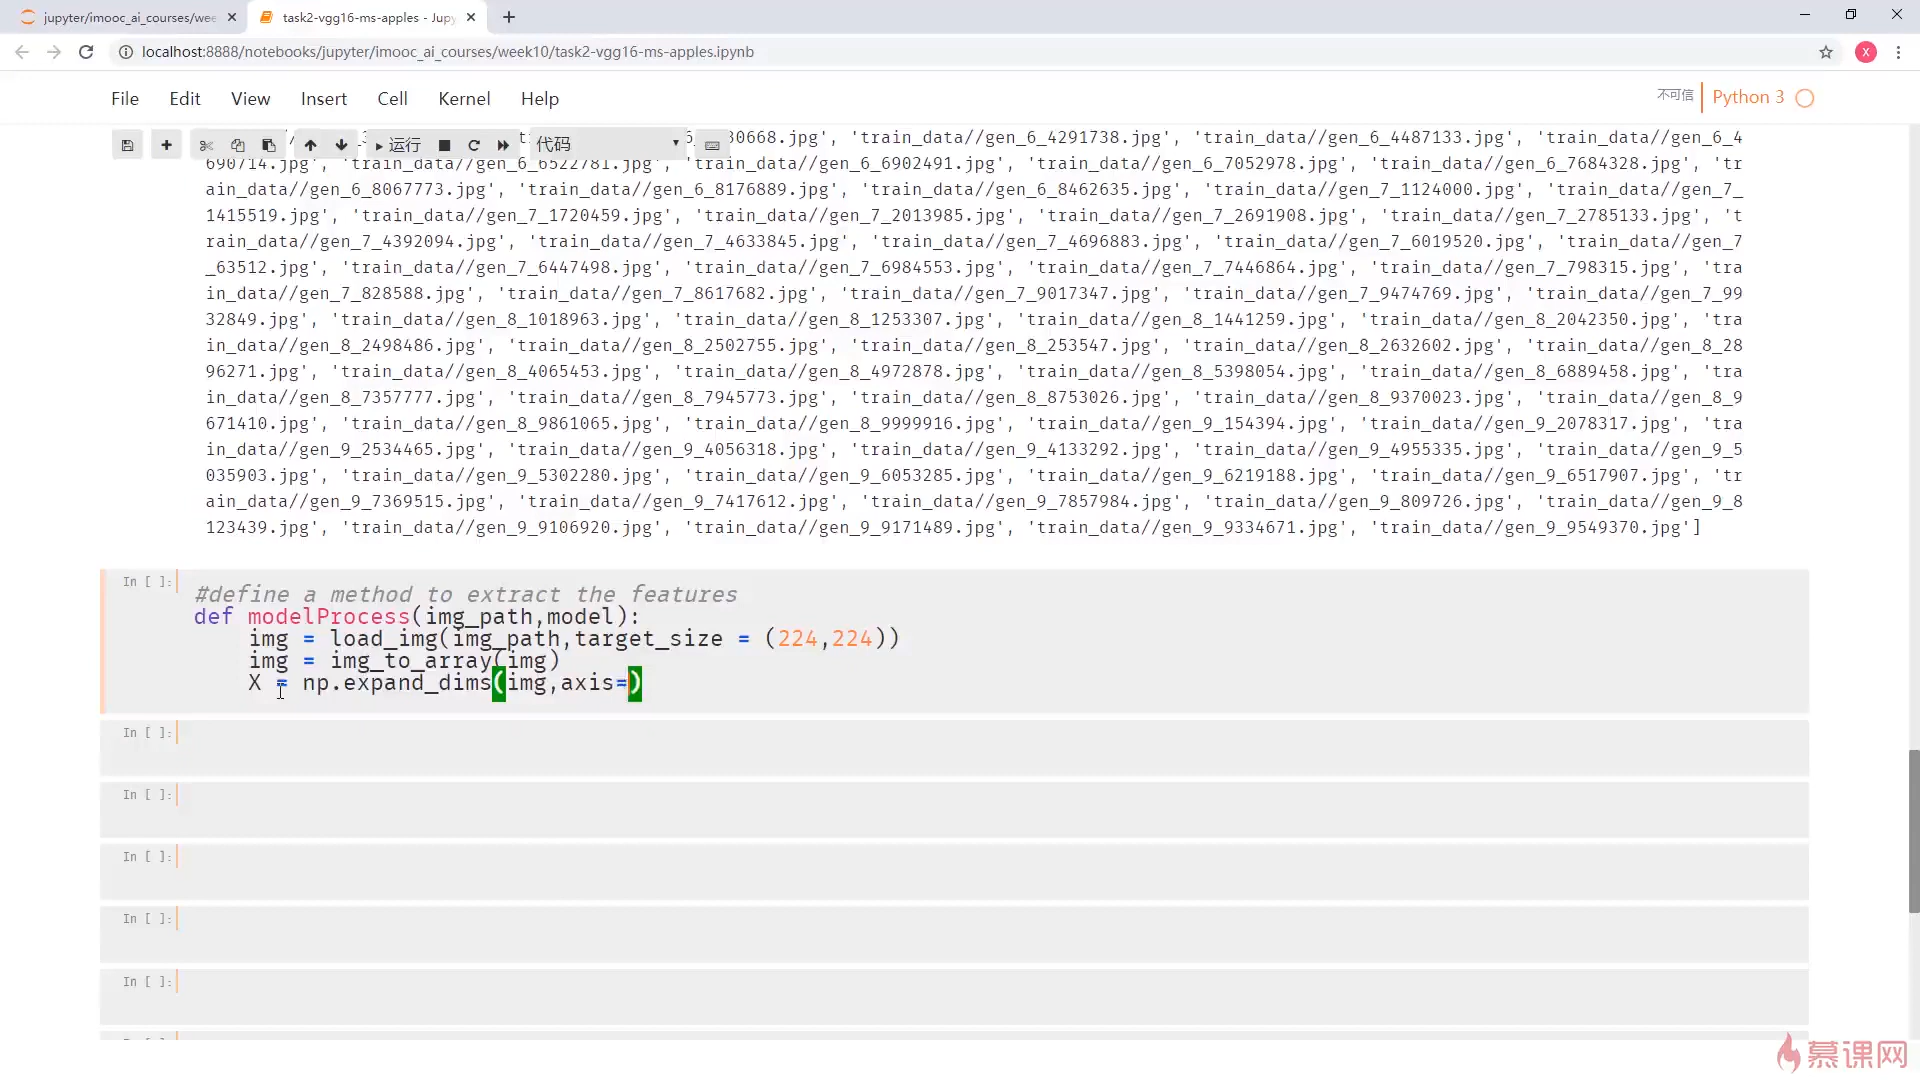 jupyter/imooc_ai_courses/wee
task2-vgg16-ms-apples - Jupy
localhost:8888/notebooks/jupyter/imooc_ai_courses/week10/task2-vgg16-ms-apples.ipynb
X
File Edit View Insert Cell Kernel Help
不可信
Python 3
运行
代码
30668.jpg', 'train_data//gen_6_4291738.jpg', 'train_data//gen_6_4487133.jpg', 'train_data//gen_6_4
690714.jpg', 'train_data//gen_6_6522781.jpg', 'train_data//gen_6_6902491.jpg', 'train_data//gen_6_7052978.jpg', 'train_data//gen_6_7684328.jpg', 'tr
ain_data//gen_6_8067773.jpg', 'train_data//gen_6_8176889.jpg', 'train_data//gen_6_8462635.jpg', 'train_data//gen_7_1124000.jpg', 'train_data//gen_7_
1415519.jpg', 'train_data//gen_7_1720459.jpg', 'train_data//gen_7_2013985.jpg', 'train_data//gen_7_2691908.jpg', 'train_data//gen_7_2785133.jpg', 't
rain_data//gen_7_4392094.jpg', 'train_data//gen_7_4633845.jpg', 'train_data//gen_7_4696883.jpg', 'train_data//gen_7_6019520.jpg', 'train_data//gen_7
_63512.jpg', 'train_data//gen_7_6447498.jpg', 'train_data//gen_7_6984553.jpg', 'train_data//gen_7_7446864.jpg', 'train_data//gen_7_798315.jpg', 'tra
in_data//gen_7_828588.jpg', 'train_data//gen_7_8617682.jpg', 'train_data//gen_7_9017347.jpg', 'train_data//gen_7_9474769.jpg', 'train_data//gen_7_99
32849.jpg', 'train_data//gen_8_1018963.jpg', 'train_data//gen_8_1253307.jpg', 'train_data//gen_8_1441259.jpg', 'train_data//gen_8_2042350.jpg', 'tra
in_data//gen_8_2498486.jpg', 'train_data//gen_8_2502755.jpg', 'train_data//gen_8_253547.jpg', 'train_data//gen_8_2632602.jpg', 'train_data//gen_8_28
96271.jpg', 'train_data//gen_8_4065453.jpg', 'train_data//gen_8_4972878.jpg', 'train_data//gen_8_5398054.jpg', 'train_data//gen_8_6889458.jpg', 'tra
in_data//gen_8_7357777.jpg', 'train_data//gen_8_7945773.jpg', 'train_data//gen_8_8753026.jpg', 'train_data//gen_8_9370023.jpg', 'train_data//gen_8_9
671410.jpg', 'train_data//gen_8_9861065.jpg', 'train_data//gen_8_9999916.jpg', 'train_data//gen_9_154394.jpg', 'train_data//gen_9_2078317.jpg', 'tra
in_data//gen_9_2534465.jpg', 'train_data//gen_9_4056318.jpg', 'train_data//gen_9_4133292.jpg', 'train_data//gen_9_4955335.jpg', 'train_data//gen_9_5
035903.jpg', 'train_data//gen_9_5302280.jpg', 'train_data//gen_9_6053285.jpg', 'train_data//gen_9_6219188.jpg', 'train_data//gen_9_6517907.jpg', 'tr
ain_data//gen_9_7369515.jpg', 'train_data//gen_9_7417612.jpg', 'train_data//gen_9_7857984.jpg', 'train_data//gen_9_809726.jpg', 'train_data//gen_9_8
123439.jpg', 'train_data//gen_9_9106920.jpg', 'train_data//gen_9_9171489.jpg', 'train_data//gen_9_9334671.jpg', 'train_data//gen_9_9549370.jpg']
In [ ]:
#define a method to extract the features
def modelProcess(img_path,model):
img = load_img(img_path,target_size = (224,224))
img = img_to_array(img)
X = np.expand_dims(img,axis=)
In [ ]:
In [ ]:
In [ ]:
In [ ]:
In [ ]:
慕课网